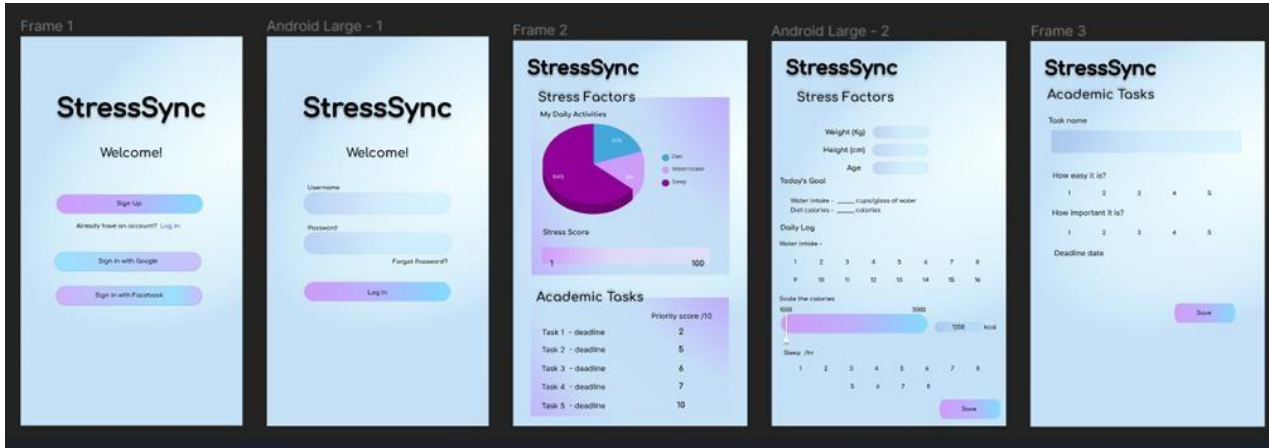 Frame 1
StressSync
Welcome!
Sign Up
Already have an account? Log in
Sign in with Google
Sign in with Facebook
Android Large - 1
StressSync
Welcome!
Username
Password
Forgot Password?
Log In
Frame 2
StressSync
Stress Factors
My Daily Activities
64%
Diet
Water Intake
Sleep
Stress Score
1 100
Academic Tasks
Priority score /10
Task 1 - deadline 2
Task 2 - deadline 5
Task 3 - deadline 6
Task 4 - deadline 7
Task 5 - deadline 10
Android Large - 2
StressSync
Stress Factors
Weight (Kg)
Height (cm)
Age
Today's Goal
Water intake - _____ cups/glass of water
Diet calories - _____ calories
Daily Log
Water intake -
1 2 3 4 5 6 7 8
9 10 11 12 13 14 15 16
Scale the calories
1000 3000
1200 kcal
Sleep /hr
1 2 3 4 5 6 7 8
5 6 7 8
Save
Frame 3
StressSync
Academic Tasks
Task name
How easy it is?
1 2 3 4 5
How important it is?
1 2 3 4 5
Deadline date
Save